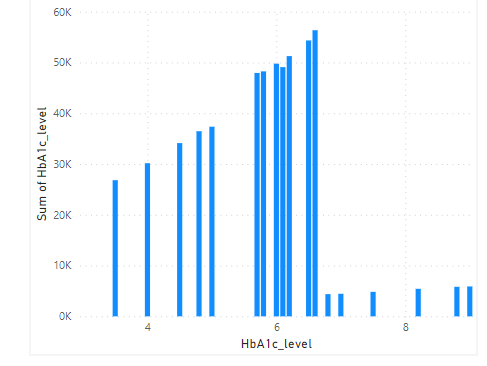 60K
50K
40K
30K
20K
10K
0K
Sum of HbA1c_level
4 6 8
HbA1c_level